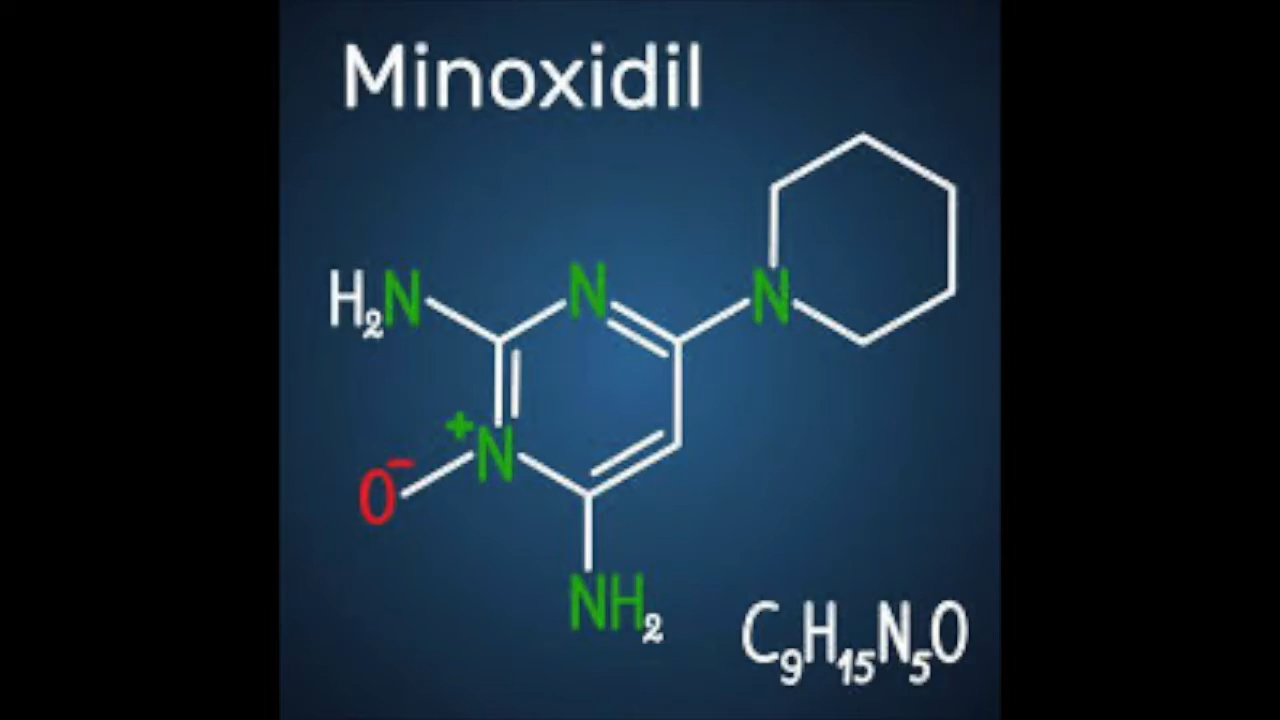 Minoxidil
H₂N
N
N
N⁺
O⁻
NH₂
C₉H₁₅N₅O